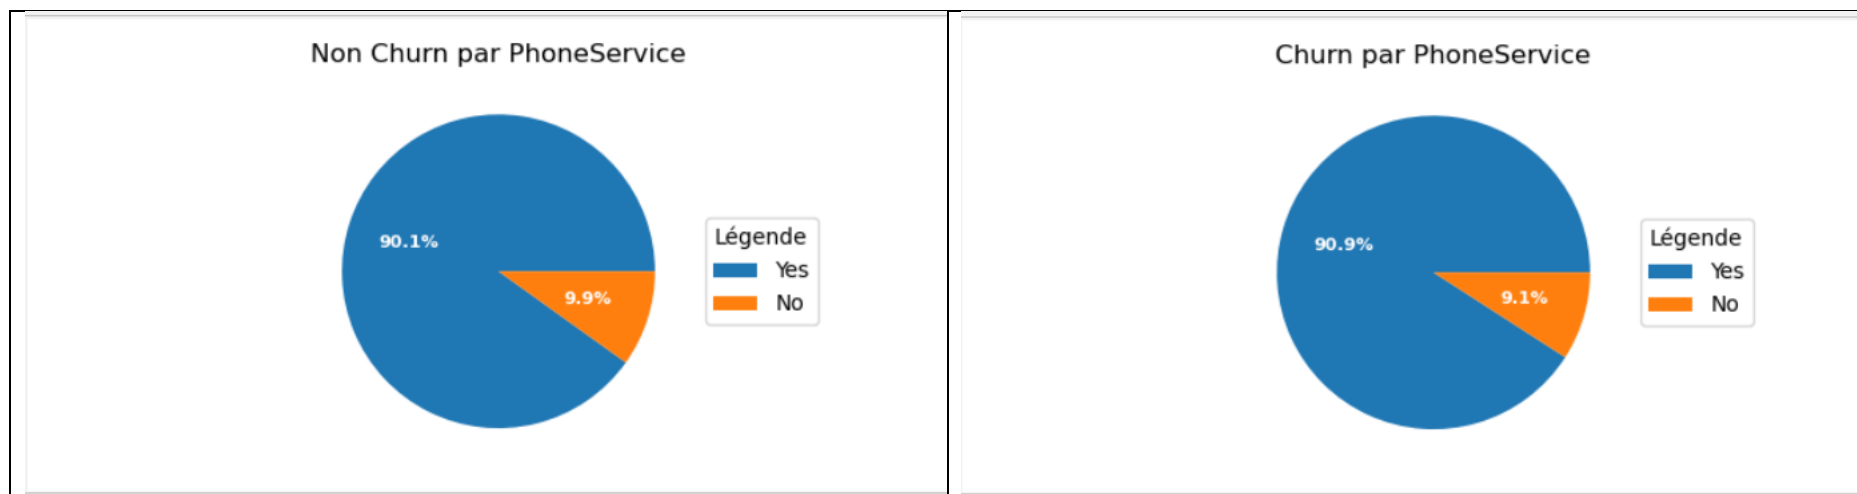 Non Churn par PhoneService
90.1%
9.9%
Légende
Yes
No
Churn par PhoneService
90.9%
9.1%
Légende
Yes
No